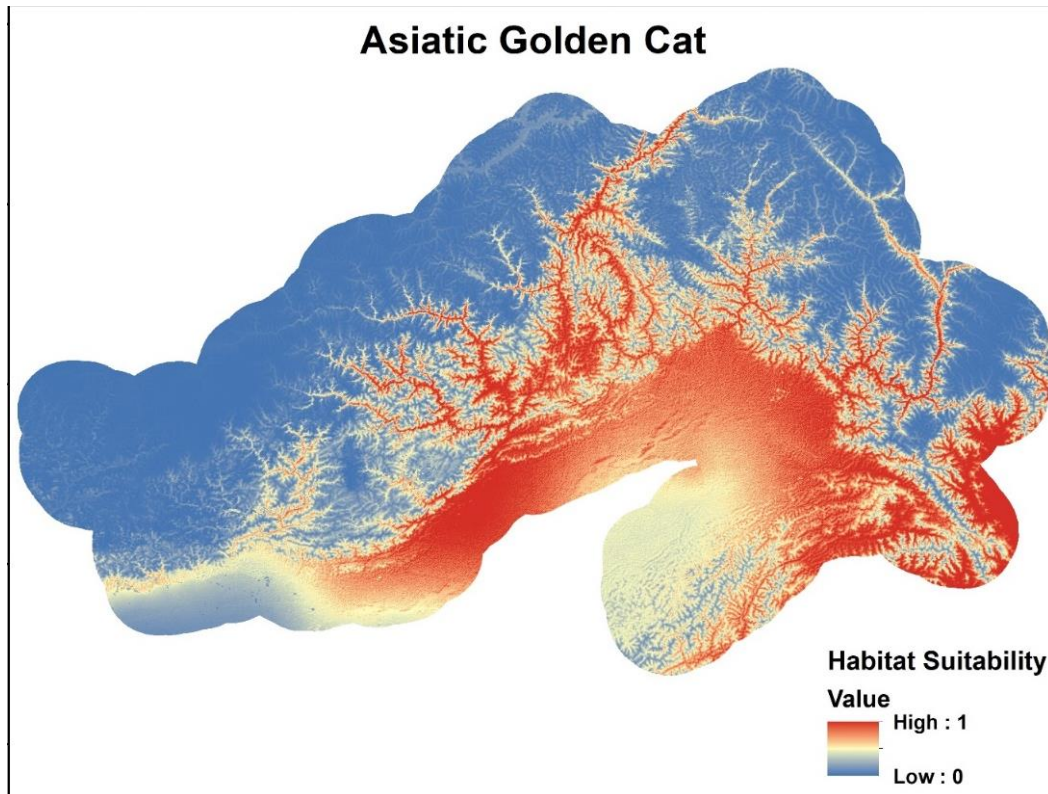 Asiatic Golden Cat
Habitat Suitability
Value
High : 1
Low : 0